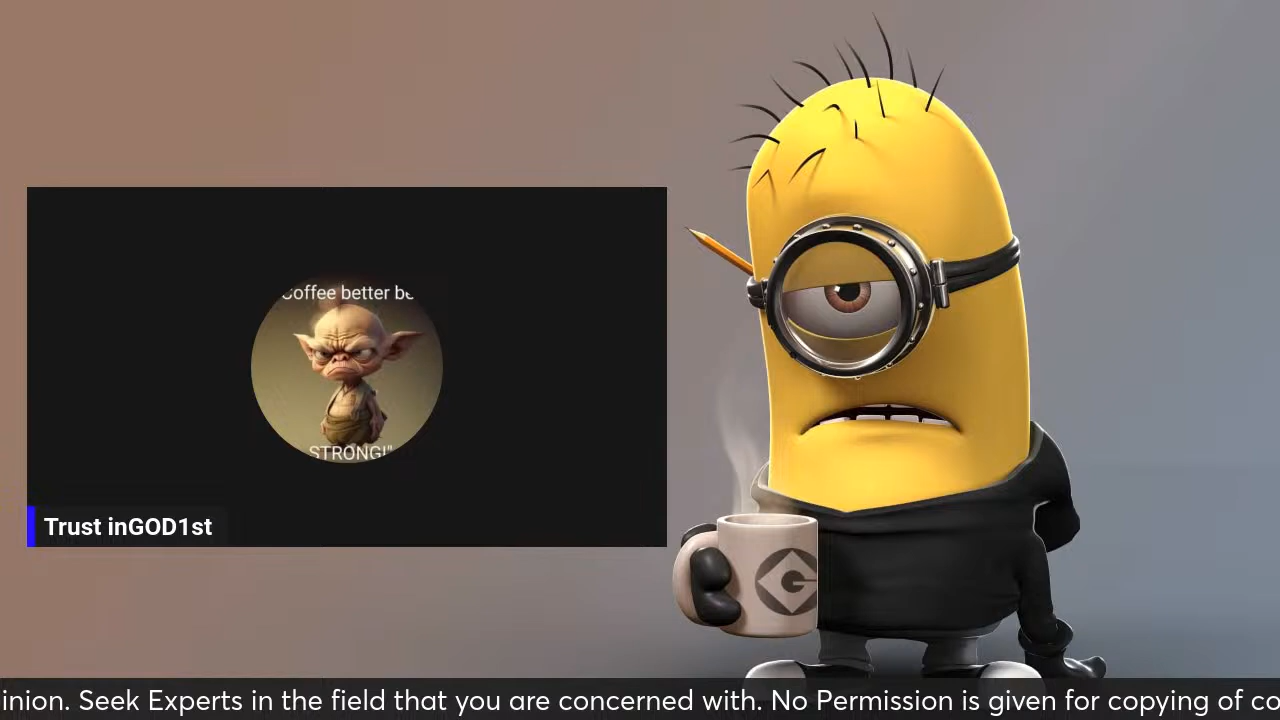 Coffee better be
STRONG!"
Trust inGOD1st
G
inion. Seek Experts in the field that you are concerned with. No Permission is given for copying of co